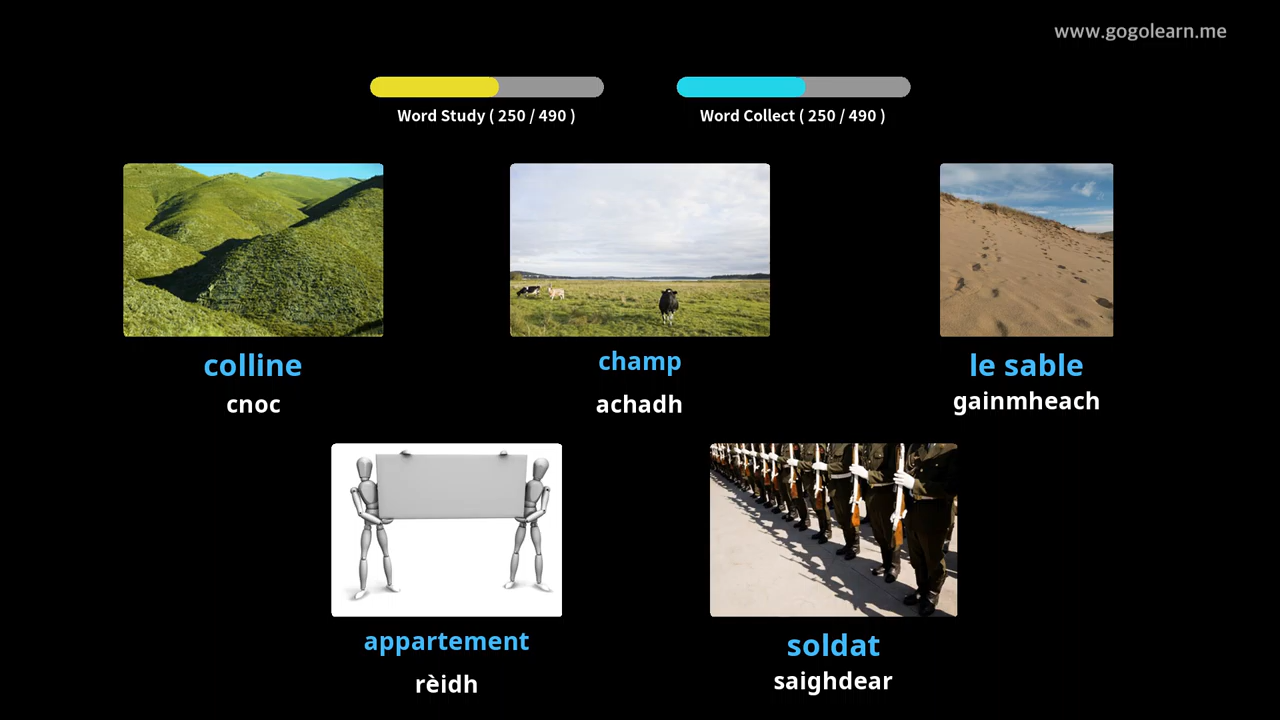 www.gogolearn.me
Word Study ( 250 / 490 )
Word Collect ( 250 / 490 )
colline
cnoc
champ
achadh
le sable
gainmheach
appartement
rèidh
soldat
saighdear